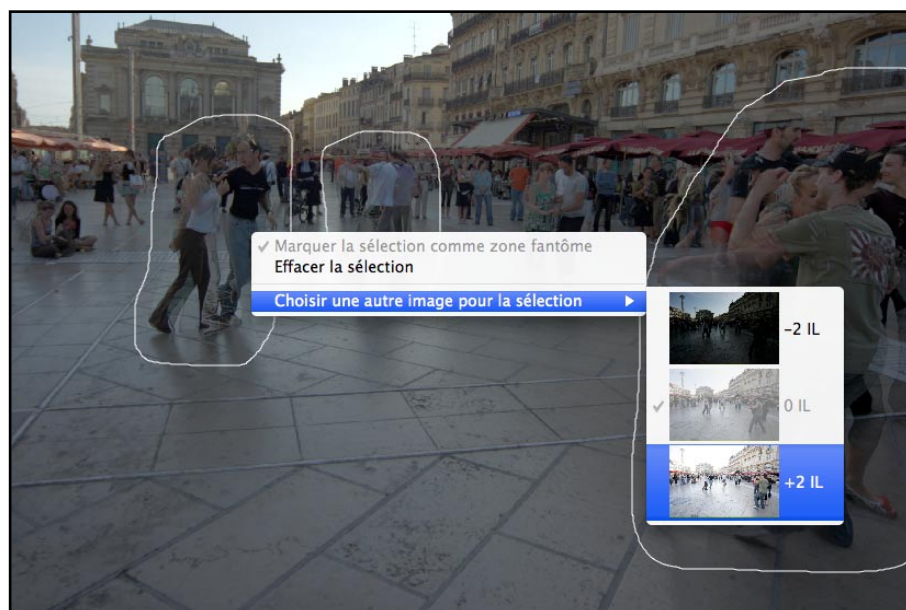 ✓ Marquer la sélection comme zone fantôme
Effacer la sélection
Choisir une autre image pour la sélection ▶
-2 IL
✓ 0 IL
+2 IL